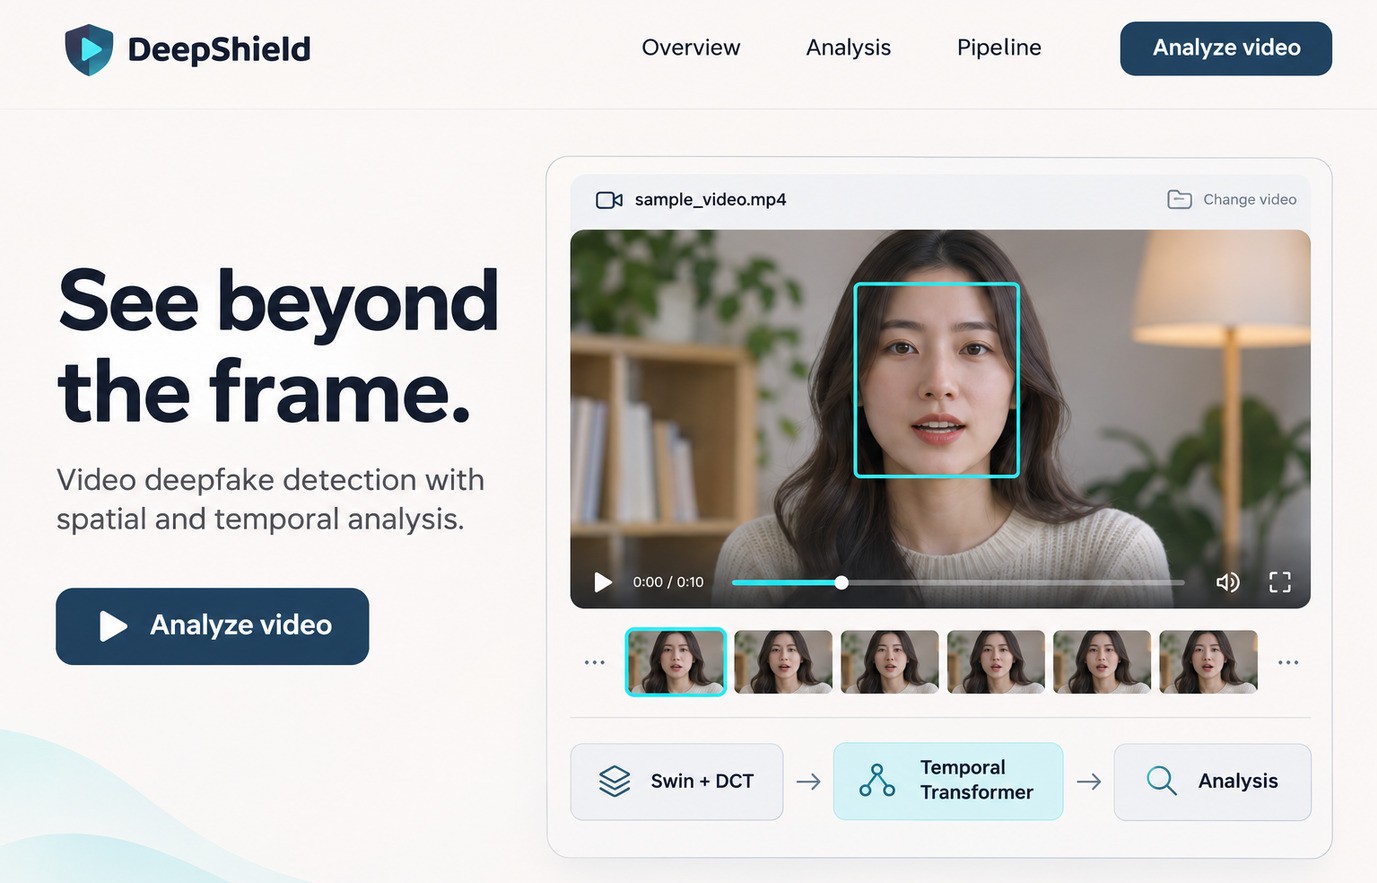 DeepShield
Overview
Analysis
Pipeline
Analyze video
See beyond
the frame.
Video deepfake detection with
spatial and temporal analysis.
Analyze video
sample_video.mp4
Change video
0:00 / 0:10
Swin + DCT
Temporal
Transformer
Analysis